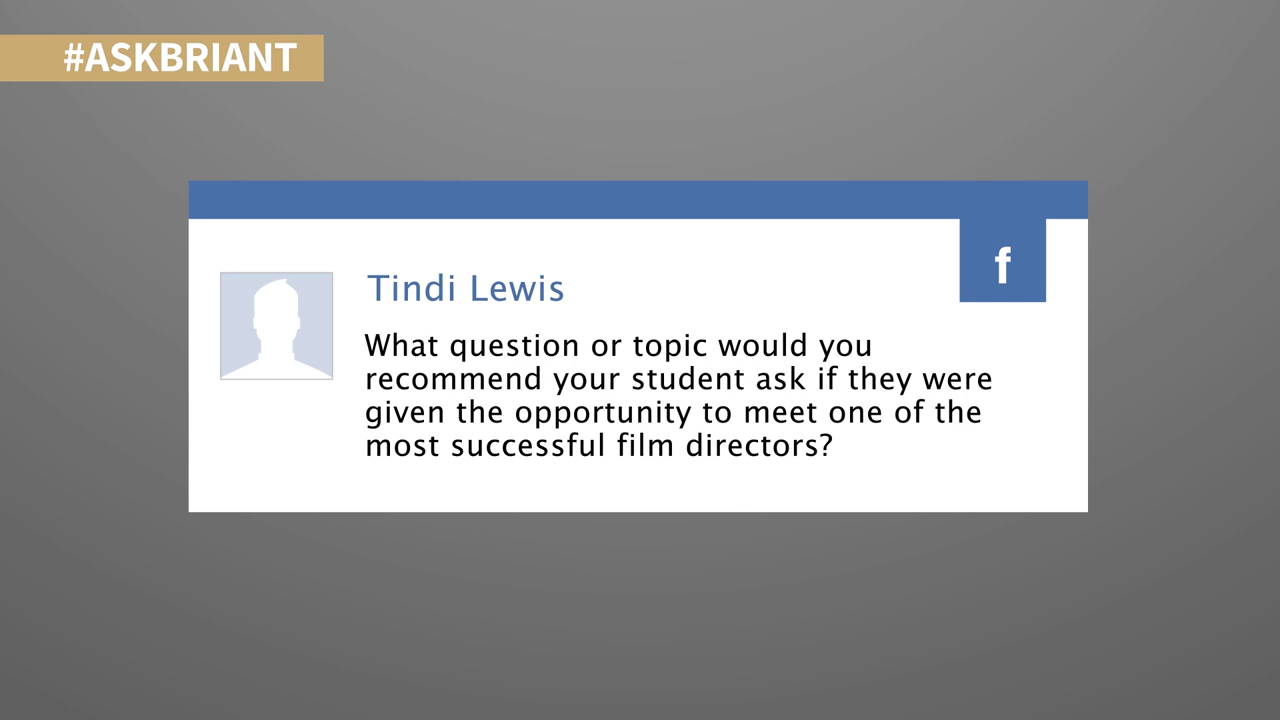 #ASKBRIANT
f
Tindi Lewis
What question or topic would you
recommend your student ask if they were
given the opportunity to meet one of the
most successful film directors?